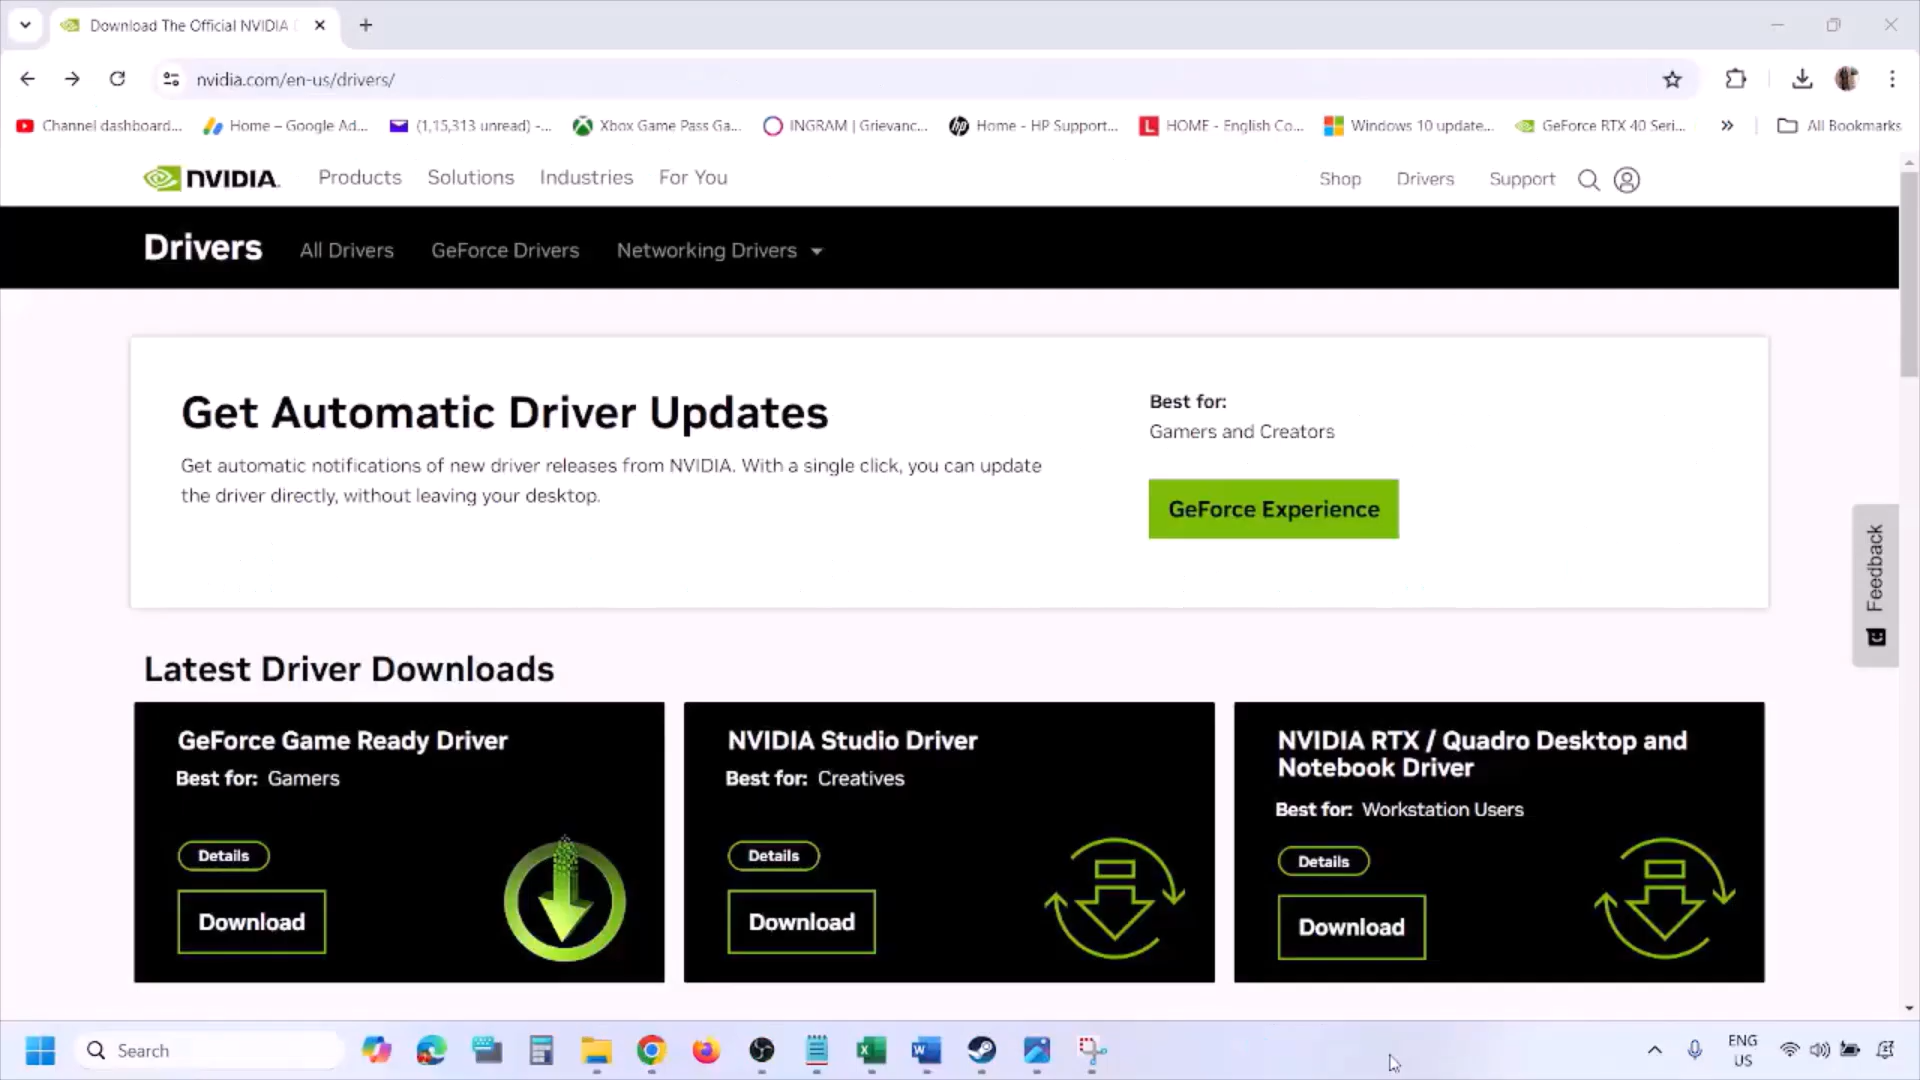 Download The Official NVIDIA
nvidia.com/en-us/drivers/
Channel dashboard...
Home – Google Ad...
(1,15,313 unread) -...
Xbox Game Pass Ga...
INGRAM | Grievanc...
Home - HP Support...
HOME - English Co...
Windows 10 update...
GeForce RTX 40 Seri...
All Bookmarks
NVIDIA.
Products
Solutions
Industries
For You
Shop
Drivers
Support
Drivers
All Drivers
GeForce Drivers
Networking Drivers
Get Automatic Driver Updates
Get automatic notifications of new driver releases from NVIDIA. With a single click, you can update
the driver directly, without leaving your desktop.
Best for:
Gamers and Creators
GeForce Experience
Feedback
Latest Driver Downloads
GeForce Game Ready Driver
Best for: Gamers
Details
Download
NVIDIA Studio Driver
Best for: Creatives
Details
Download
NVIDIA RTX / Quadro Desktop and
Notebook Driver
Best for: Workstation Users
Details
Download
Search
ENG
US